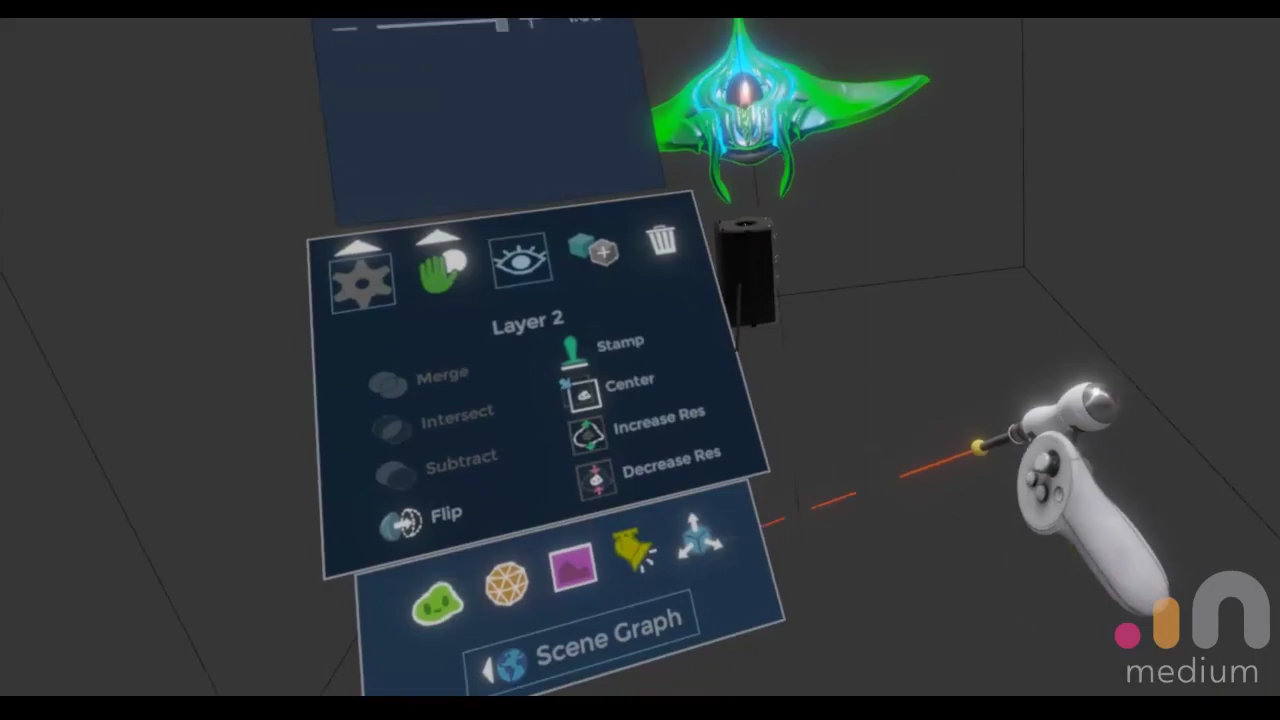 Layer 2
Merge
Stamp
Intersect
Center
Subtract
Increase Res
Flip
Decrease Res
Scene Graph
medium